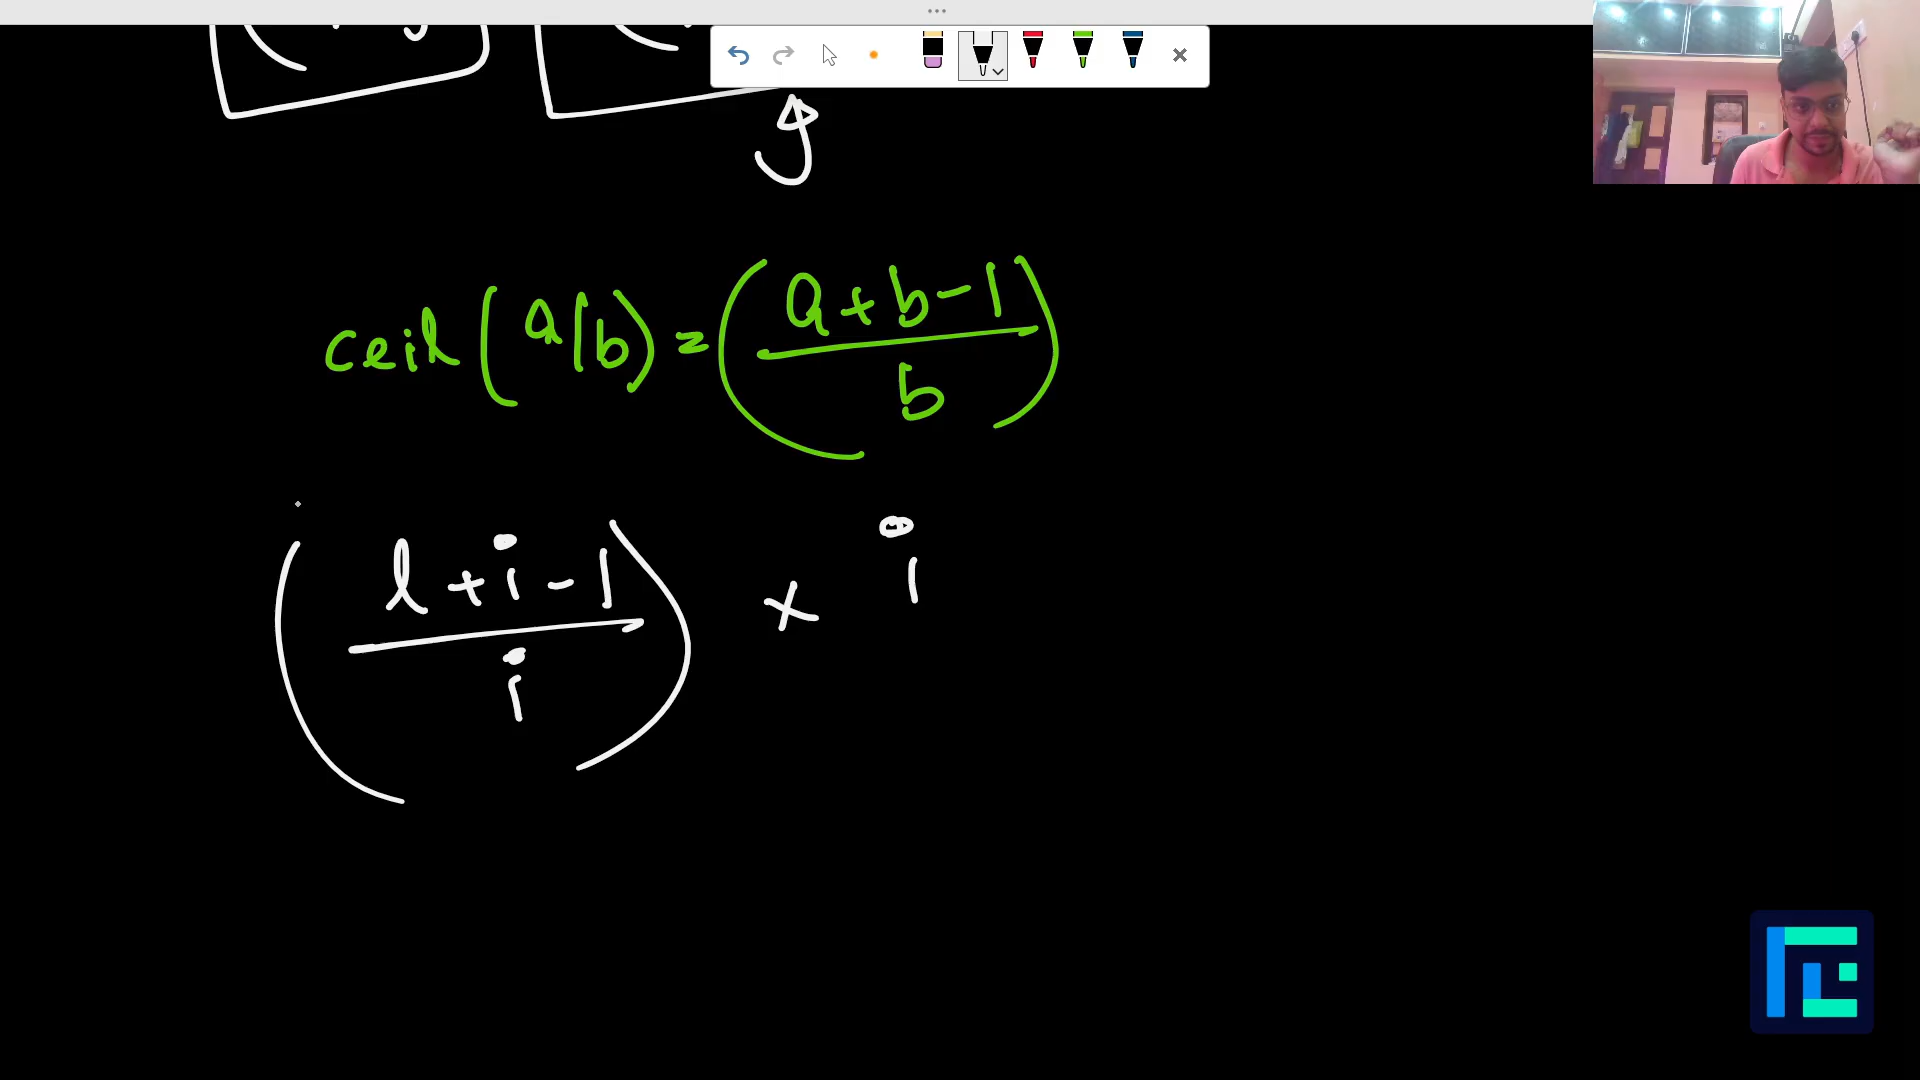 ceil (a/b) = (a+b-1 / b)
(l+i-1 / i) × i